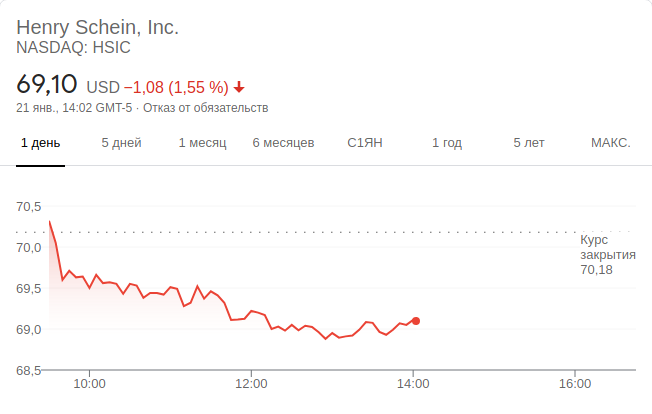 Henry Schein, Inc.
NASDAQ: HSIC
69,10 USD −1,08 (1,55 %)
21 янв., 14:02 GMT-5 · Отказ от обязательств
1 день 5 дней 1 месяц 6 месяцев С1ЯН 1 год 5 лет МАКС.
70,5
70,0
69,5
69,0
68,5
Курс
закрытия
70,18
10:00 12:00 14:00 16:00